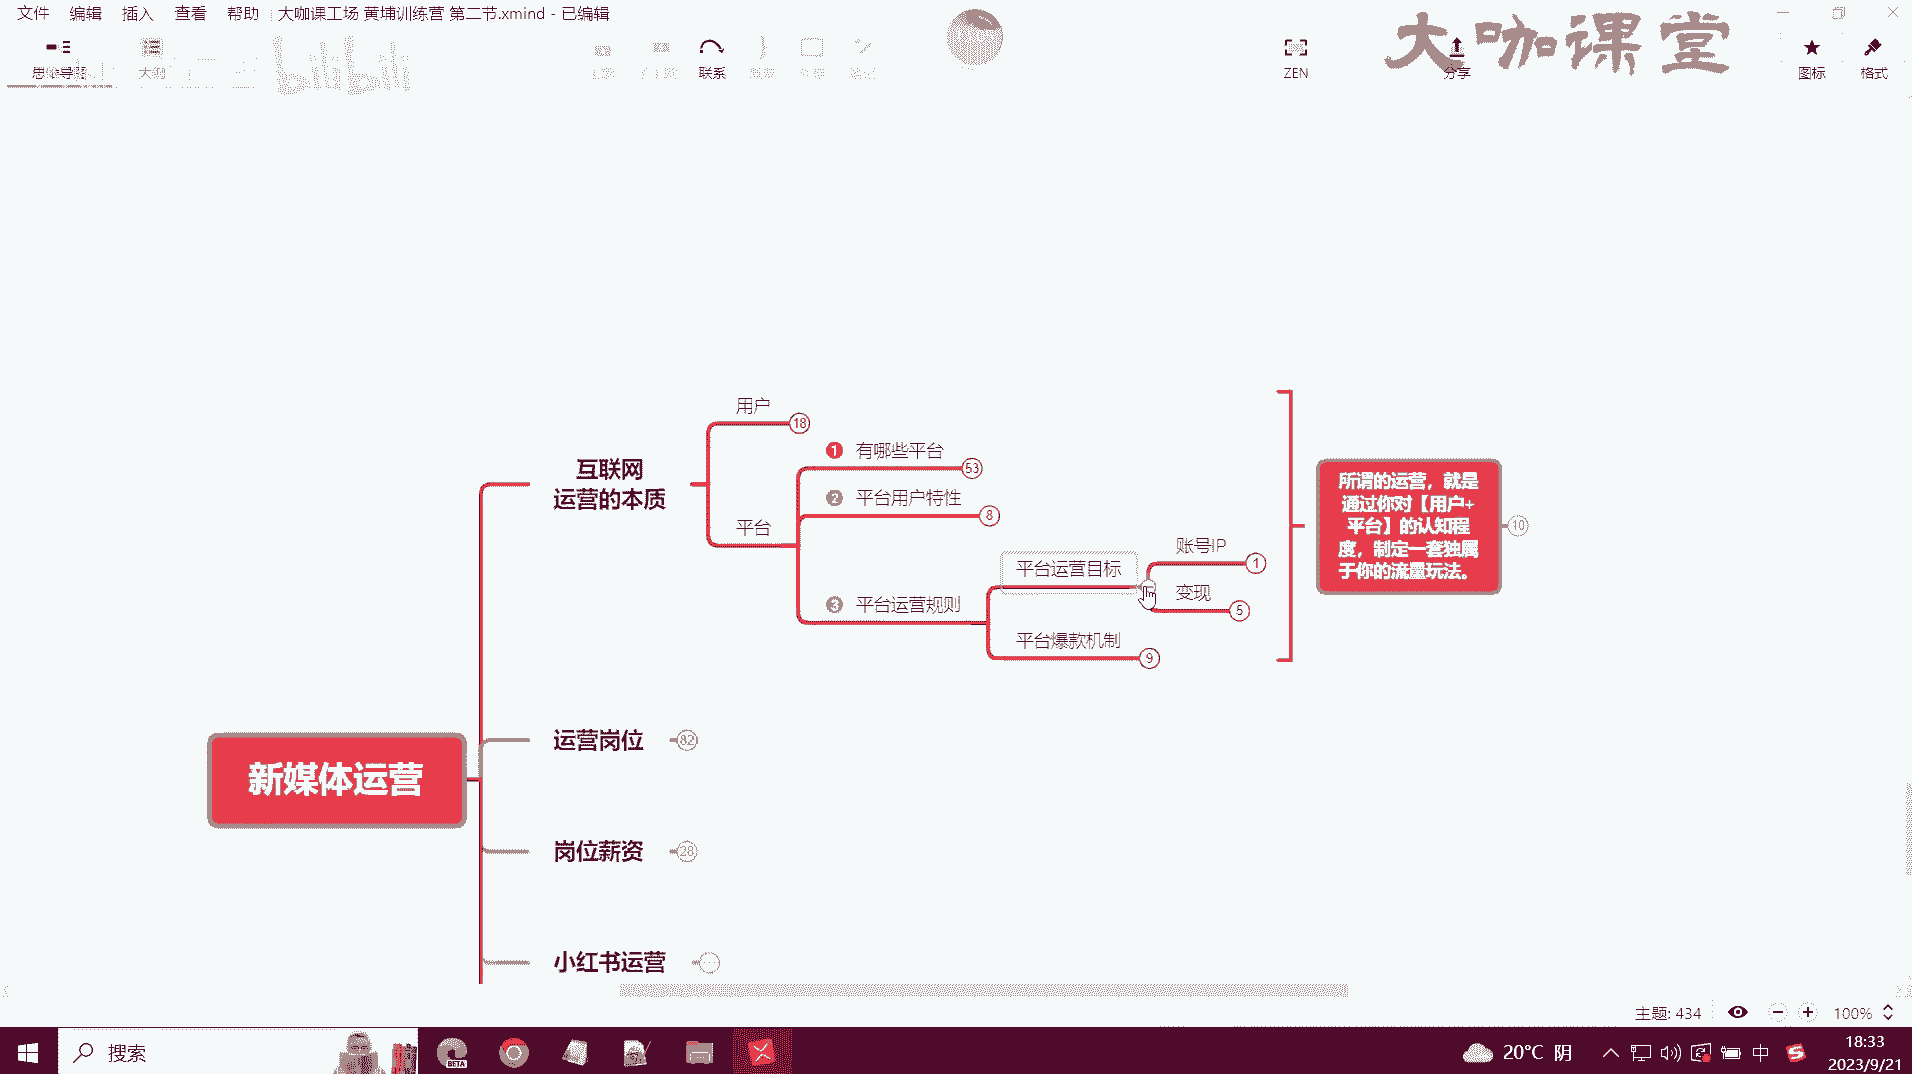 文件 编辑 插入 查看 帮助 大咖课工场 黄埔训练营 第二节.xmind - 已编辑
思维导图
bilibili
联系
ZEN
分享
大咖课堂
图标
格式
用户
18
1 有哪些平台
53
2 平台用户特性
8
互联网
运营的本质
平台
账号IP
1
平台运营目标
变现
5
3 平台运营规则
平台爆款机制
9
所谓的运营，就是
通过你对【用户+
平台】的认知程
度，制定一套独属
于你的流量玩法。
10
运营岗位
82
新媒体运营
岗位薪资
28
小红书运营
...
主题: 434
100%
搜索
BETA
20°C 阴
中
18:33
2023/9/21